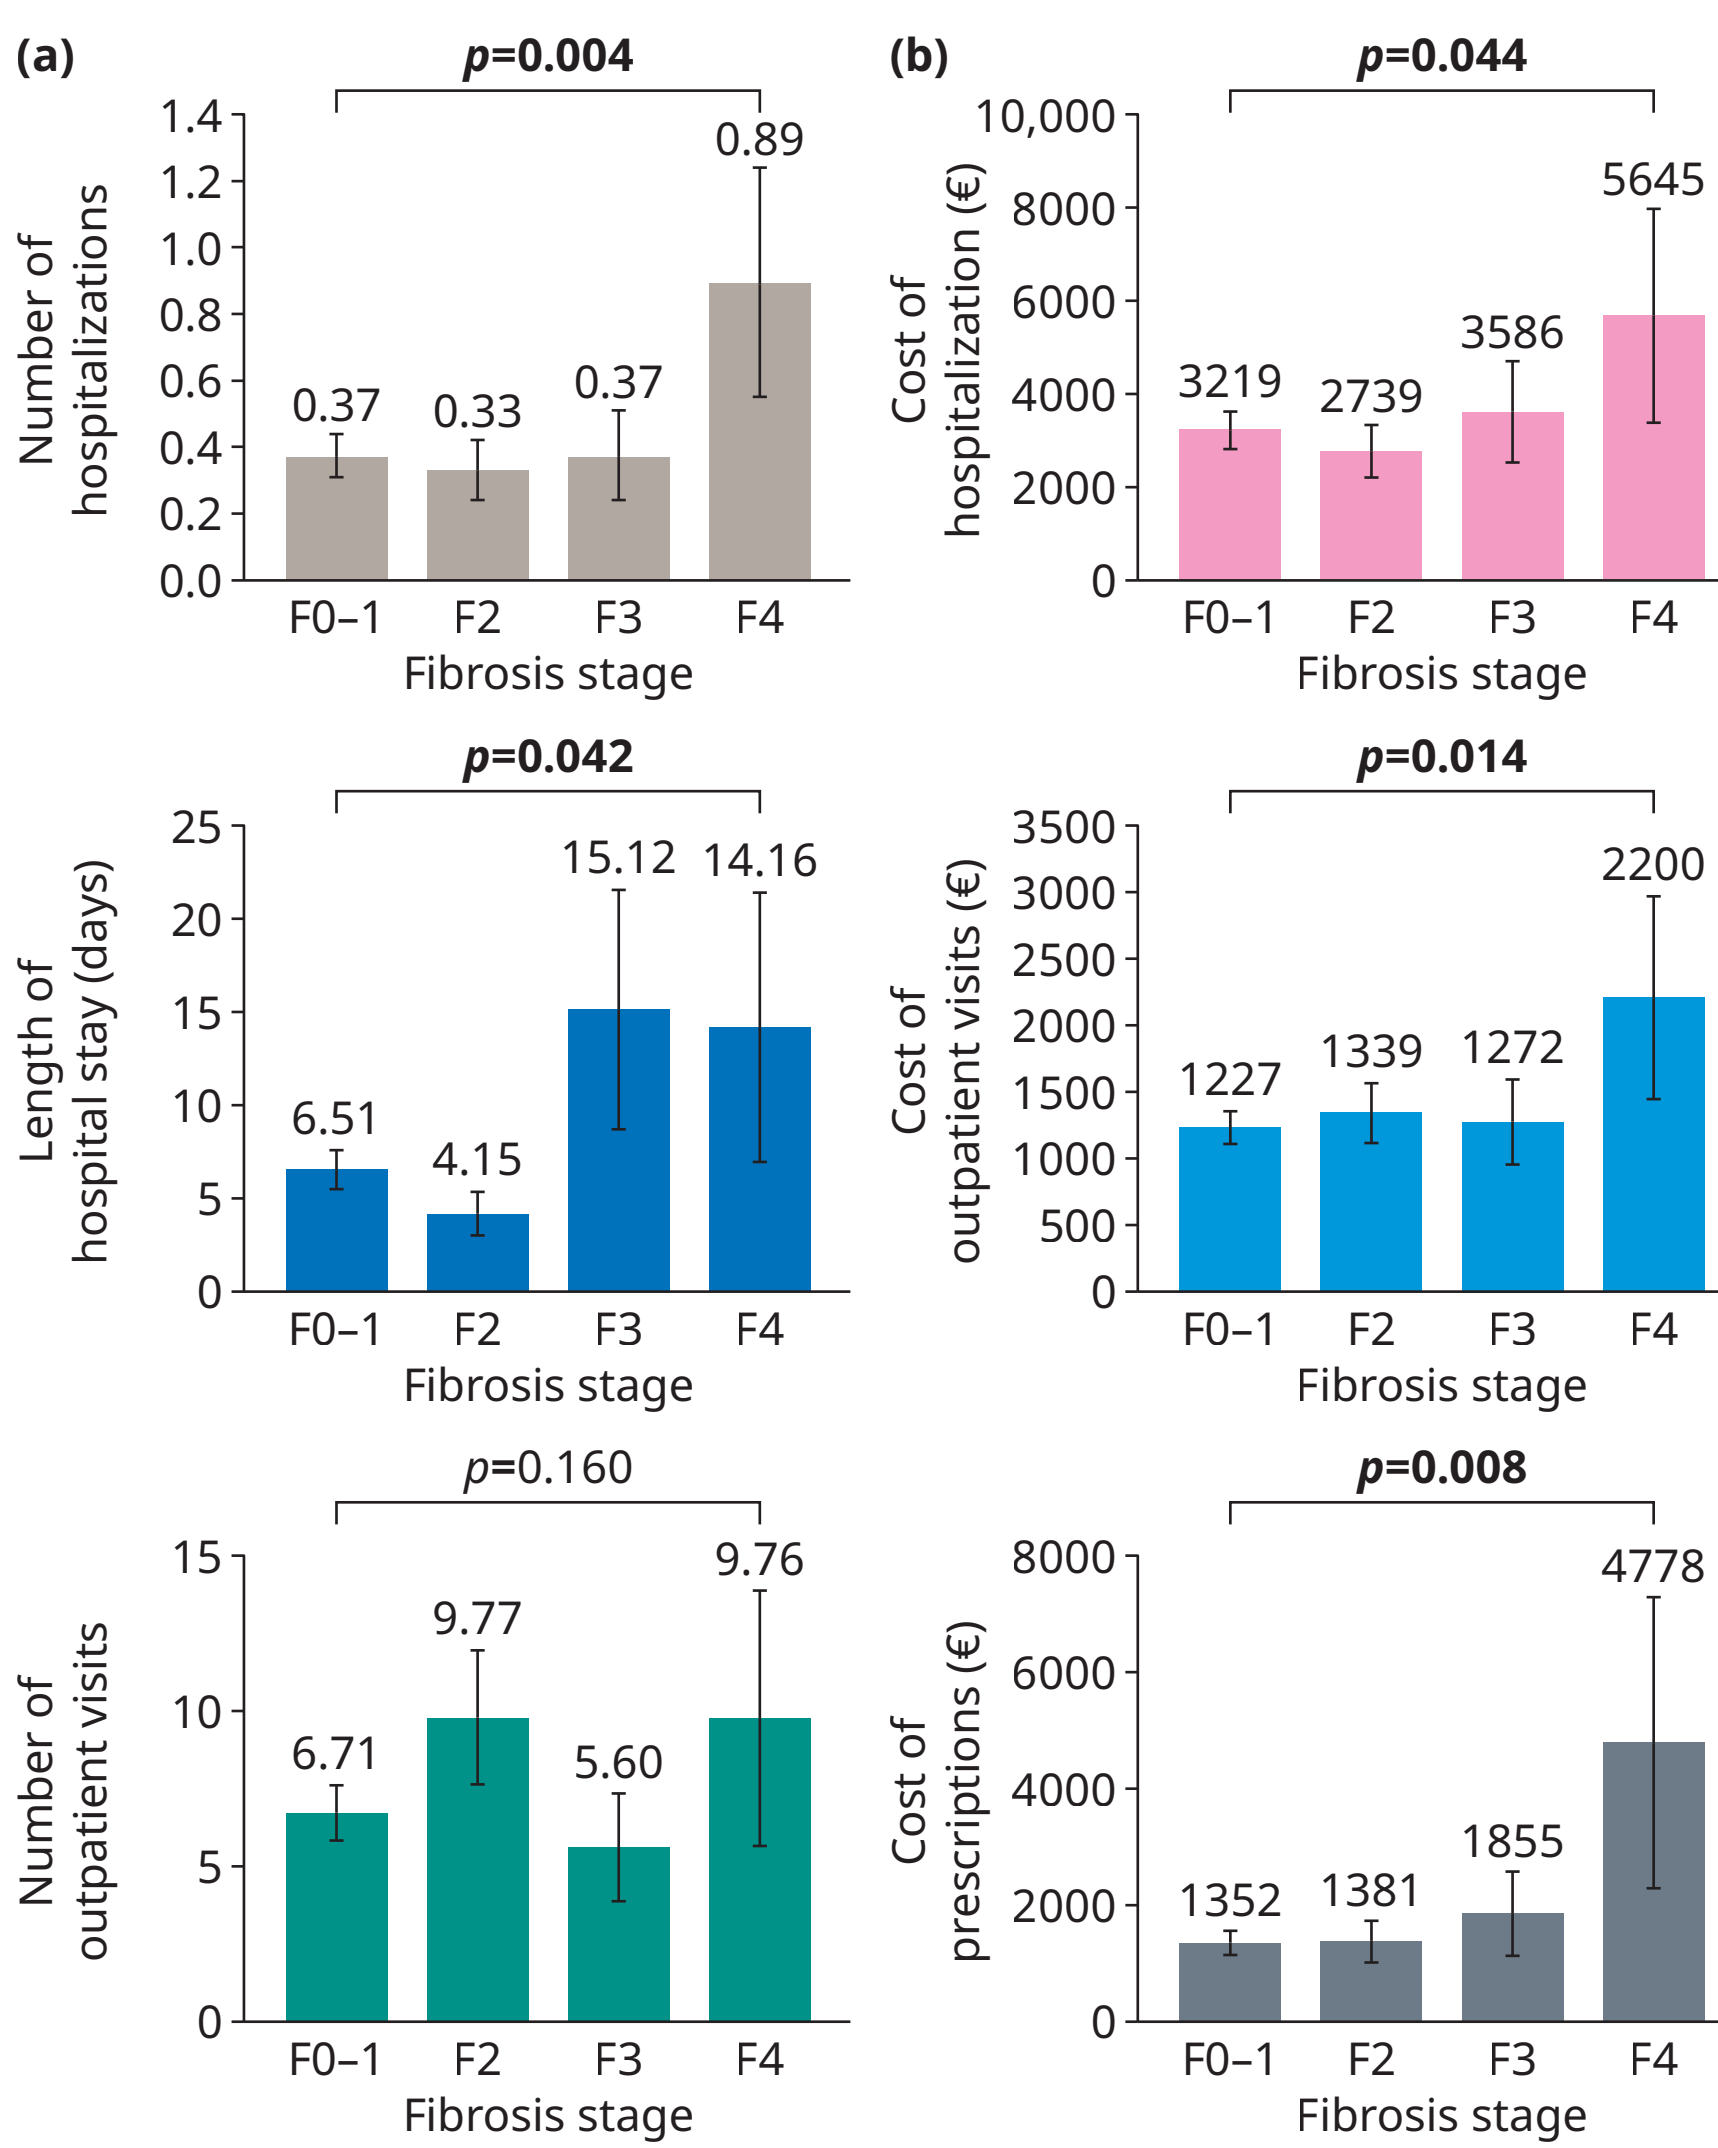 (a)
p=0.004
Number of
hospitalizations
1.4
1.2
1.0
0.8
0.6
0.4
0.2
0.0
0.37
0.33
0.37
0.89
F0–1 F2 F3 F4
Fibrosis stage
p=0.042
Length of
hospital stay (days)
25
20
15
10
5
0
6.51
4.15
15.12
14.16
F0–1 F2 F3 F4
Fibrosis stage
p=0.160
Number of
outpatient visits
15
10
5
0
6.71
9.77
5.60
9.76
F0–1 F2 F3 F4
Fibrosis stage
(b)
p=0.044
Cost of
hospitalization (€)
10,000
8000
6000
4000
2000
0
3219
2739
3586
5645
F0–1 F2 F3 F4
Fibrosis stage
p=0.014
Cost of
outpatient visits (€)
3500
3000
2500
2000
1500
1000
500
0
1227
1339
1272
2200
F0–1 F2 F3 F4
Fibrosis stage
p=0.008
Cost of
prescriptions (€)
8000
6000
4000
2000
0
1352
1381
1855
4778
F0–1 F2 F3 F4
Fibrosis stage